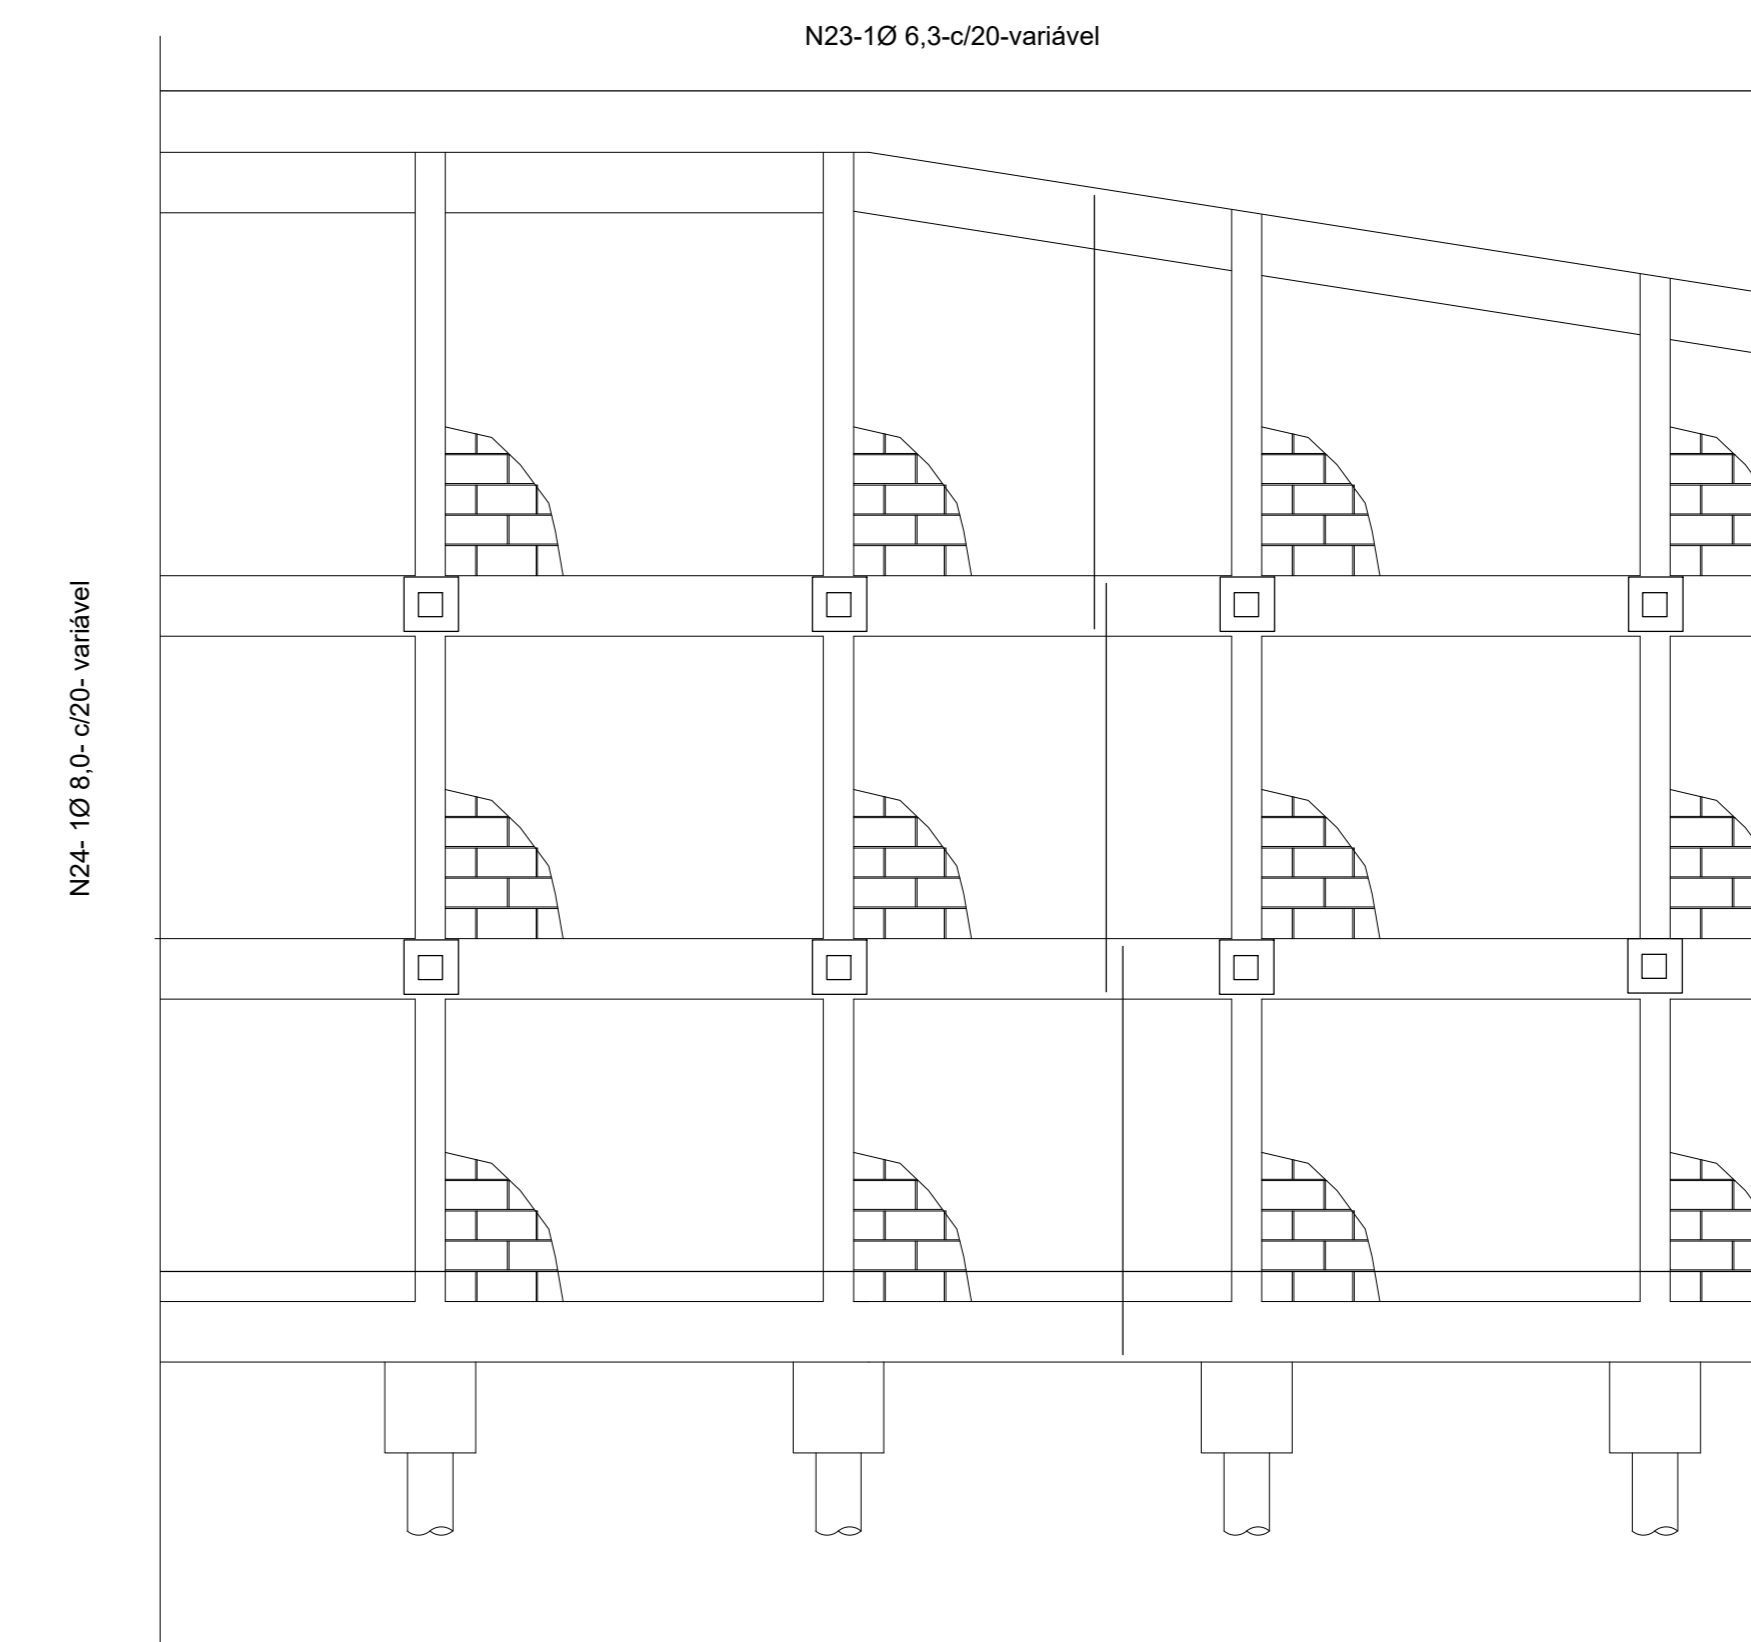 N23-1Ø 6,3-c/20-variável
N24- 1Ø 8,0- c/20- variável